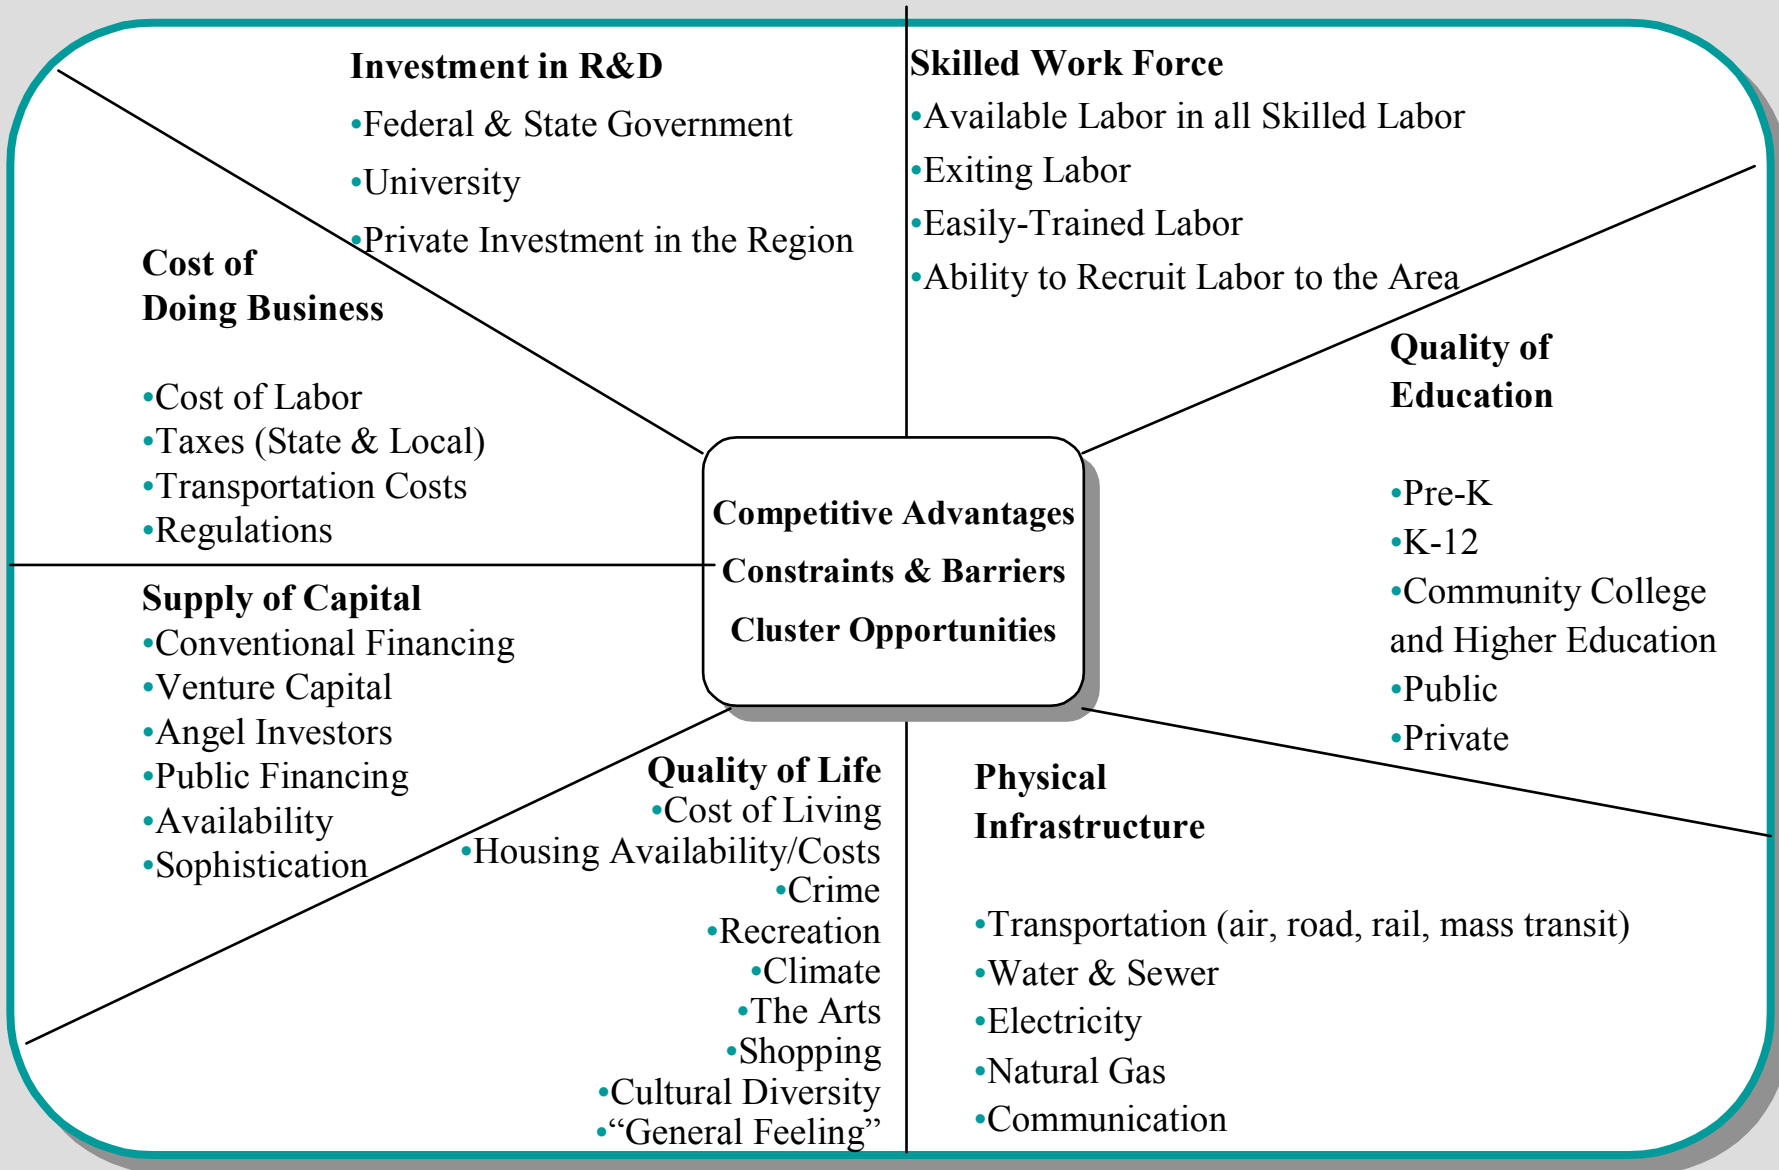 Investment in R&D
•Federal & State Government
•University
•Private Investment in the Region
Skilled Work Force
•Available Labor in all Skilled Labor
•Exiting Labor
•Easily-Trained Labor
•Ability to Recruit Labor to the Area
Cost of
Doing Business
•Cost of Labor
•Taxes (State & Local)
•Transportation Costs
•Regulations
Quality of
Education
•Pre-K
•K-12
•Community College
and Higher Education
•Public
•Private
Competitive Advantages
Constraints & Barriers
Cluster Opportunities
Supply of Capital
•Conventional Financing
•Venture Capital
•Angel Investors
•Public Financing
•Availability
•Sophistication
Quality of Life
•Cost of Living
•Housing Availability/Costs
•Crime
•Recreation
•Climate
•The Arts
•Shopping
•Cultural Diversity
•“General Feeling”
Physical
Infrastructure
•Transportation (air, road, rail, mass transit)
•Water & Sewer
•Electricity
•Natural Gas
•Communication